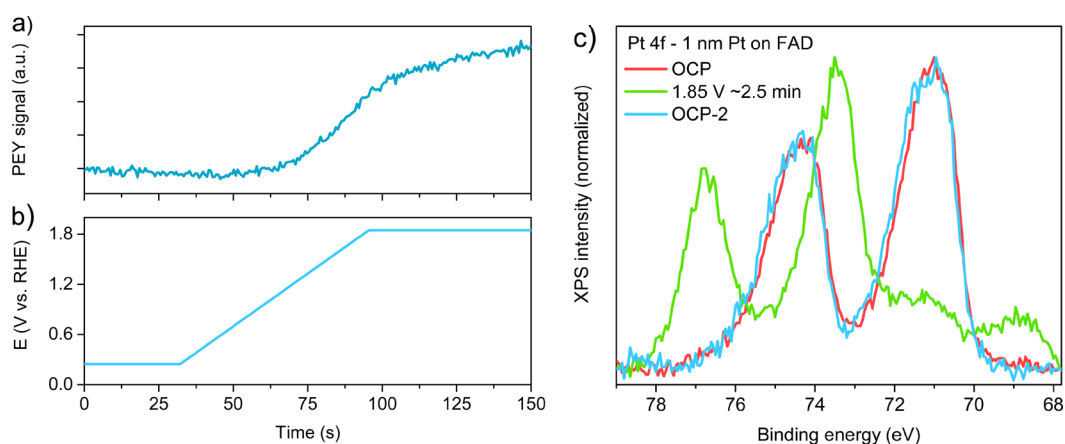 a)
PEY signal (a.u.)
b)
E (V vs. RHE)
1.8
1.2
0.6
0.0
0 25 50 75 100 125 150
Time (s)
c)
Pt 4f - 1 nm Pt on FAD
OCP
1.85 V ~2.5 min
OCP-2
XPS intensity (normalized)
78 76 74 72 70 68
Binding energy (eV)